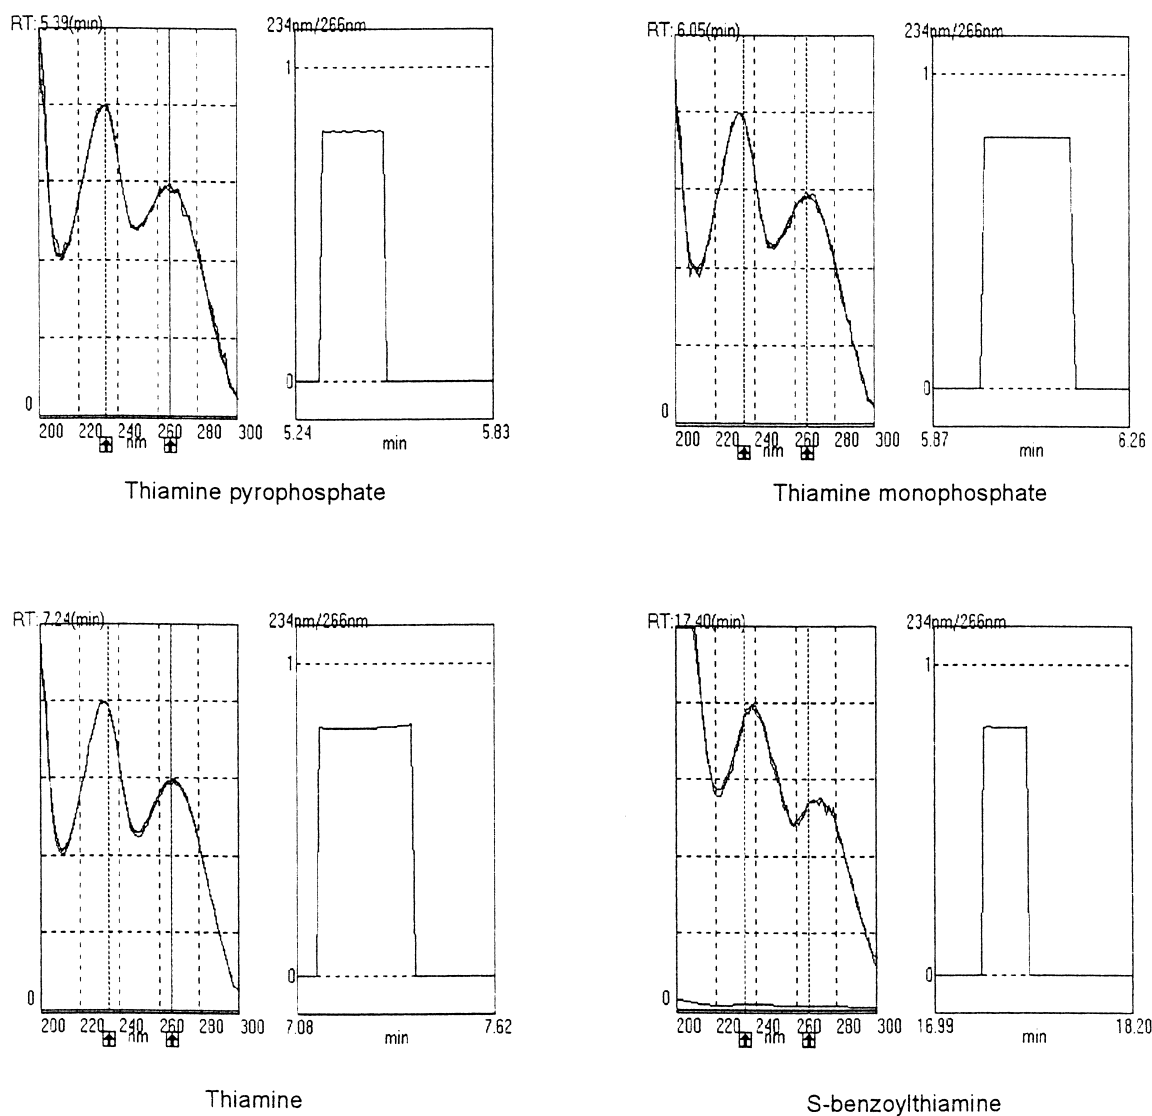 RT: 5.39(min)
234nm/266nm
1
0
0
200 220 240 260 280 300
nm
5.24 5.83
min
Thiamine pyrophosphate
RT: 6.05(min)
234nm/266nm
1
0
0
200 220 240 260 280 300
nm
5.87 6.26
min
Thiamine monophosphate
RT: 7.24(min)
234nm/266nm
1
0
0
200 220 240 260 280 300
nm
7.08 7.62
min
Thiamine
RT: 17.40(min)
234nm/266nm
1
0
0
200 220 240 260 280 300
nm
16.99 18.20
min
S-benzoylthiamine